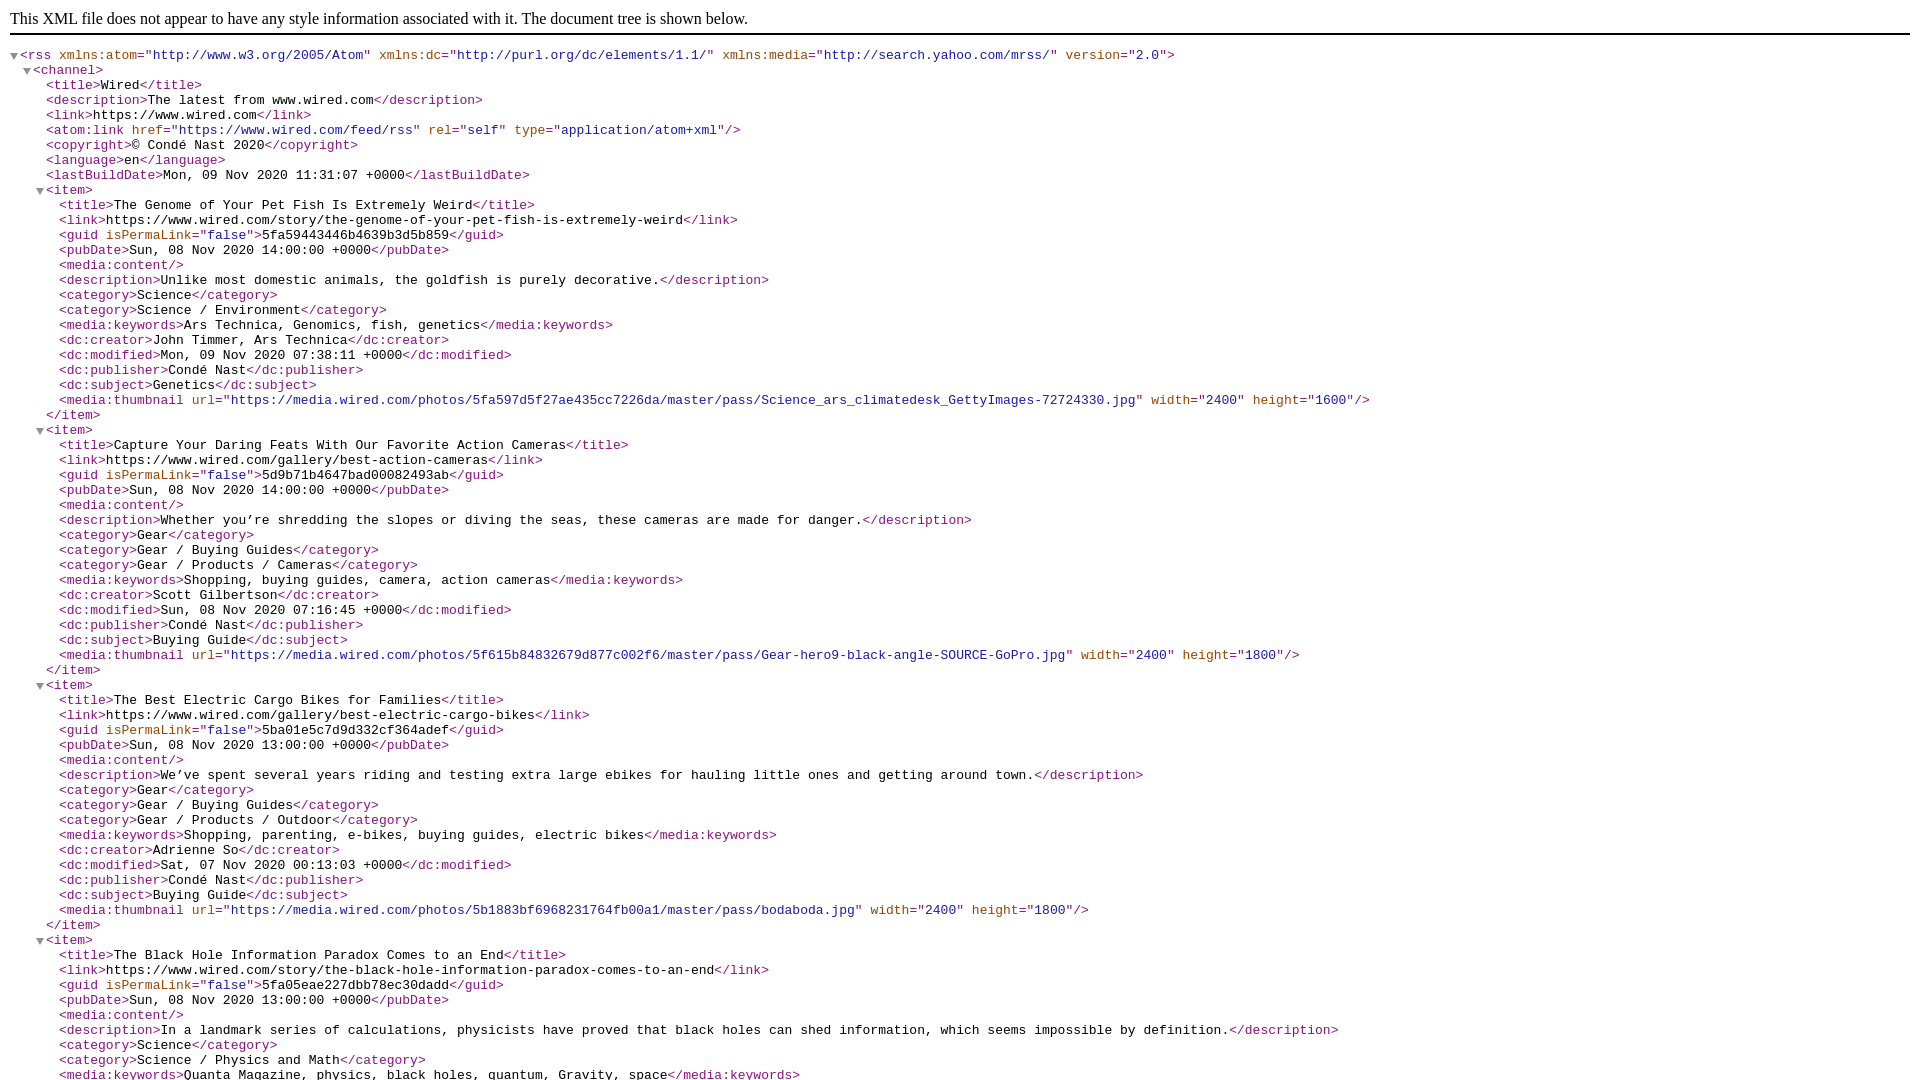 This XML file does not appear to have any style information associated with it. The document tree is shown below.
<rss xmlns:atom="http://www.w3.org/2005/Atom" xmlns:dc="http://purl.org/dc/elements/1.1/" xmlns:media="http://search.yahoo.com/mrss/" version="2.0">
<channel>
<title>Wired</title>
<description>The latest from www.wired.com</description>
<link>https://www.wired.com</link>
<atom:link href="https://www.wired.com/feed/rss" rel="self" type="application/atom+xml"/>
<copyright>© Condé Nast 2020</copyright>
<language>en</language>
<lastBuildDate>Mon, 09 Nov 2020 11:31:07 +0000</lastBuildDate>
<item>
<title>The Genome of Your Pet Fish Is Extremely Weird</title>
<link>https://www.wired.com/story/the-genome-of-your-pet-fish-is-extremely-weird</link>
<guid isPermaLink="false">5fa59443446b4639b3d5b859</guid>
<pubDate>Sun, 08 Nov 2020 14:00:00 +0000</pubDate>
<media:content/>
<description>Unlike most domestic animals, the goldfish is purely decorative.</description>
<category>Science</category>
<category>Science / Environment</category>
<media:keywords>Ars Technica, Genomics, fish, genetics</media:keywords>
<dc:creator>John Timmer, Ars Technica</dc:creator>
<dc:modified>Mon, 09 Nov 2020 07:38:11 +0000</dc:modified>
<dc:publisher>Condé Nast</dc:publisher>
<dc:subject>Genetics</dc:subject>
<media:thumbnail url="https://media.wired.com/photos/5fa597d5f27ae435cc7226da/master/pass/Science_ars_climatedesk_GettyImages-72724330.jpg" width="2400" height="1600"/>
</item>
<item>
<title>Capture Your Daring Feats With Our Favorite Action Cameras</title>
<link>https://www.wired.com/gallery/best-action-cameras</link>
<guid isPermaLink="false">5d9b71b4647bad00082493ab</guid>
<pubDate>Sun, 08 Nov 2020 14:00:00 +0000</pubDate>
<media:content/>
<description>Whether you’re shredding the slopes or diving the seas, these cameras are made for danger.</description>
<category>Gear</category>
<category>Gear / Buying Guides</category>
<category>Gear / Products / Cameras</category>
<media:keywords>Shopping, buying guides, camera, action cameras</media:keywords>
<dc:creator>Scott Gilbertson</dc:creator>
<dc:modified>Sun, 08 Nov 2020 07:16:45 +0000</dc:modified>
<dc:publisher>Condé Nast</dc:publisher>
<dc:subject>Buying Guide</dc:subject>
<media:thumbnail url="https://media.wired.com/photos/5f615b84832679d877c002f6/master/pass/Gear-hero9-black-angle-SOURCE-GoPro.jpg" width="2400" height="1800"/>
</item>
<item>
<title>The Best Electric Cargo Bikes for Families</title>
<link>https://www.wired.com/gallery/best-electric-cargo-bikes</link>
<guid isPermaLink="false">5ba01e5c7d9d332cf364adef</guid>
<pubDate>Sun, 08 Nov 2020 13:00:00 +0000</pubDate>
<media:content/>
<description>We’ve spent several years riding and testing extra large ebikes for hauling little ones and getting around town.</description>
<category>Gear</category>
<category>Gear / Buying Guides</category>
<category>Gear / Products / Outdoor</category>
<media:keywords>Shopping, parenting, e-bikes, buying guides, electric bikes</media:keywords>
<dc:creator>Adrienne So</dc:creator>
<dc:modified>Sat, 07 Nov 2020 00:13:03 +0000</dc:modified>
<dc:publisher>Condé Nast</dc:publisher>
<dc:subject>Buying Guide</dc:subject>
<media:thumbnail url="https://media.wired.com/photos/5b1883bf6968231764fb00a1/master/pass/bodaboda.jpg" width="2400" height="1800"/>
</item>
<item>
<title>The Black Hole Information Paradox Comes to an End</title>
<link>https://www.wired.com/story/the-black-hole-information-paradox-comes-to-an-end</link>
<guid isPermaLink="false">5fa05eae227dbb78ec30dadd</guid>
<pubDate>Sun, 08 Nov 2020 13:00:00 +0000</pubDate>
<media:content/>
<description>In a landmark series of calculations, physicists have proved that black holes can shed information, which seems impossible by definition.</description>
<category>Science</category>
<category>Science / Physics and Math</category>
<media:keywords>Quanta Magazine, physics, black holes, quantum, Gravity, space</media:keywords>